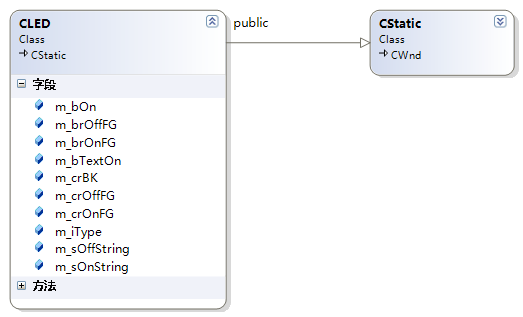 CLED
Class
CStatic
字段
m_bOn
m_brOffFG
m_brOnFG
m_bTextOn
m_crBK
m_crOffFG
m_crOnFG
m_iType
m_sOffString
m_sOnString
方法
public
CStatic
Class
CWnd